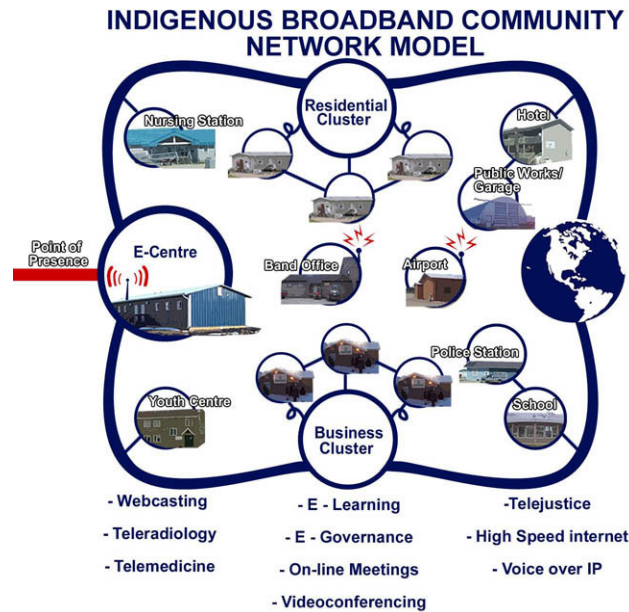 INDIGENOUS BROADBAND COMMUNITY
NETWORK MODEL
Residential
Cluster
Nursing Station
Hotel
Public Works/
Garage
Point of
Presence
E-Centre
Band Office
Airport
Police Station
Youth Centre
School
Business
Cluster
- Webcasting
- Teleradiology
- Telemedicine
- E - Learning
- E - Governance
- On-line Meetings
- Videoconferencing
-Telejustice
- High Speed internet
- Voice over IP